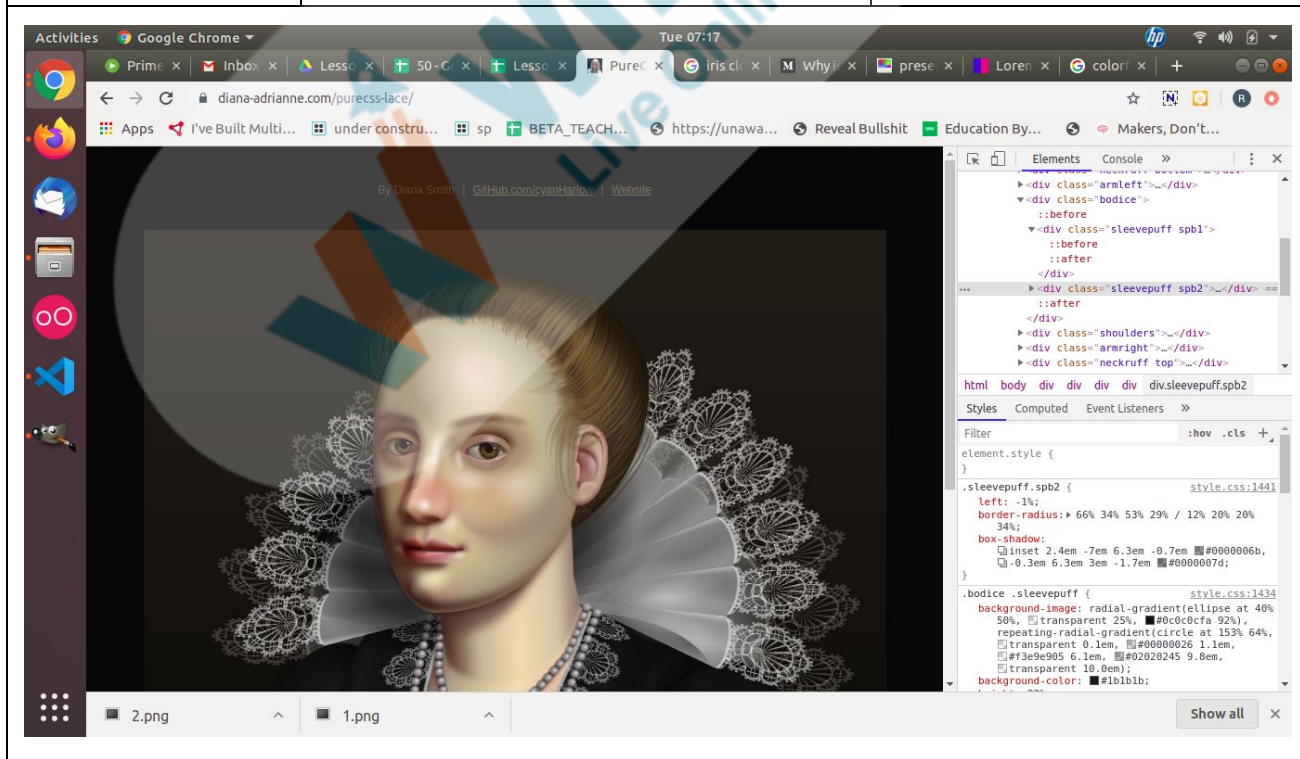 Activities Google Chrome Tue 07:17 hp
Prime Inbox Lesso 50-G Lesso PureC iris cl M Why i prese Loren G color
diana-adrianne.com/purecss-lace/ N R
Apps I've Built Multi... under constru... sp BETA_TEACH... https://unawa... Reveal Bullshit Education By... Makers, Don't...
Live Onli
By Diana Smith | GitHub.com/cyanHarlow | Website
Elements Console »
<div class="armleft">…</div>
<div class="bodice">
::before
<div class="sleevepuff spb1">
::before
::after
</div>
... <div class="sleevepuff spb2">…</div> ==
::after
</div>
<div class="shoulders">…</div>
<div class="armright">…</div>
<div class="neckruff top">…</div>
html body div div div div div.sleevepuff.spb2
Styles Computed Event Listeners »
Filter :hov .cls +
element.style {
}
.sleevepuff.spb2 { style.css:1441
left: -1%;
border-radius: 66% 34% 53% 29% / 12% 20% 20%
34%;
box-shadow:
inset 2.4em -7em 6.3em -0.7em #0000006b,
-0.3em 6.3em 3em -1.7em #0000007d;
}
.bodice .sleevepuff { style.css:1434
background-image: radial-gradient(ellipse at 40%
50%, transparent 25%, #0c0c0cfa 92%),
repeating-radial-gradient(circle at 153% 64%,
transparent 0.1em, #00000026 1.1em,
#f3e9e905 6.1em, #02020245 9.8em,
transparent 10.0em);
background-color: #1b1b1b;
2.png 1.png Show all